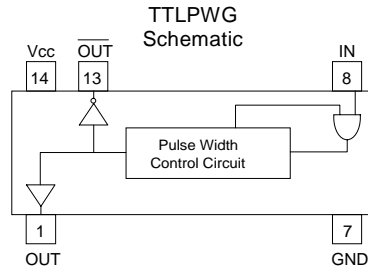 TTLPWG
Schematic
Vcc
OUT
IN
14
13
8
Pulse Width
Control Circuit
1
7
OUT
GND